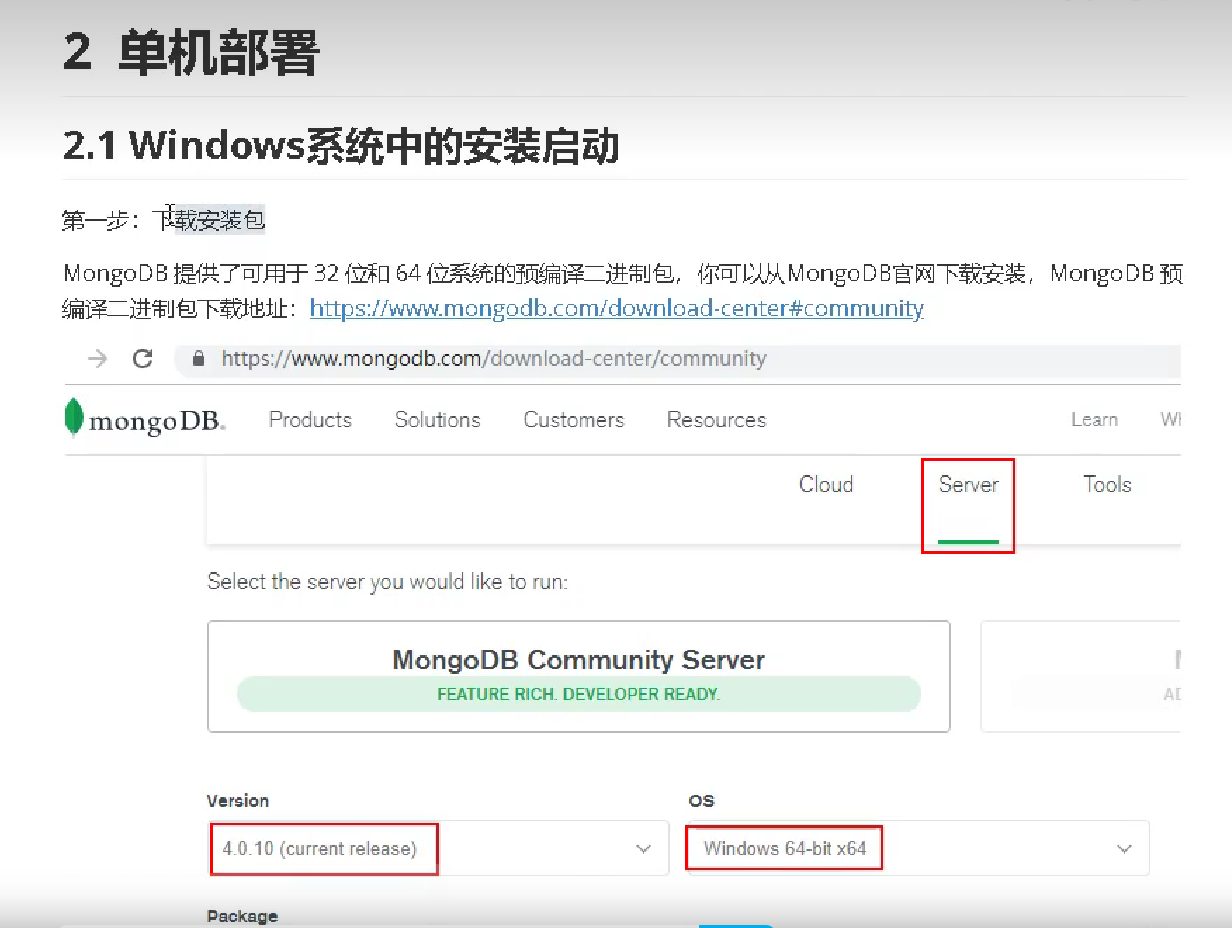 2 单机部署
2.1 Windows系统中的安装启动
第一步：下载安装包
MongoDB 提供了可用于 32 位和 64 位系统的预编译二进制包，你可以从MongoDB官网下载安装，MongoDB 预
编译二进制包下载地址：https://www.mongodb.com/download-center#community
https://www.mongodb.com/download-center/community
mongoDB. Products Solutions Customers Resources Learn
Cloud Server Tools
Select the server you would like to run:
MongoDB Community Server
FEATURE RICH. DEVELOPER READY.
Version OS
4.0.10 (current release) Windows 64-bit x64
Package